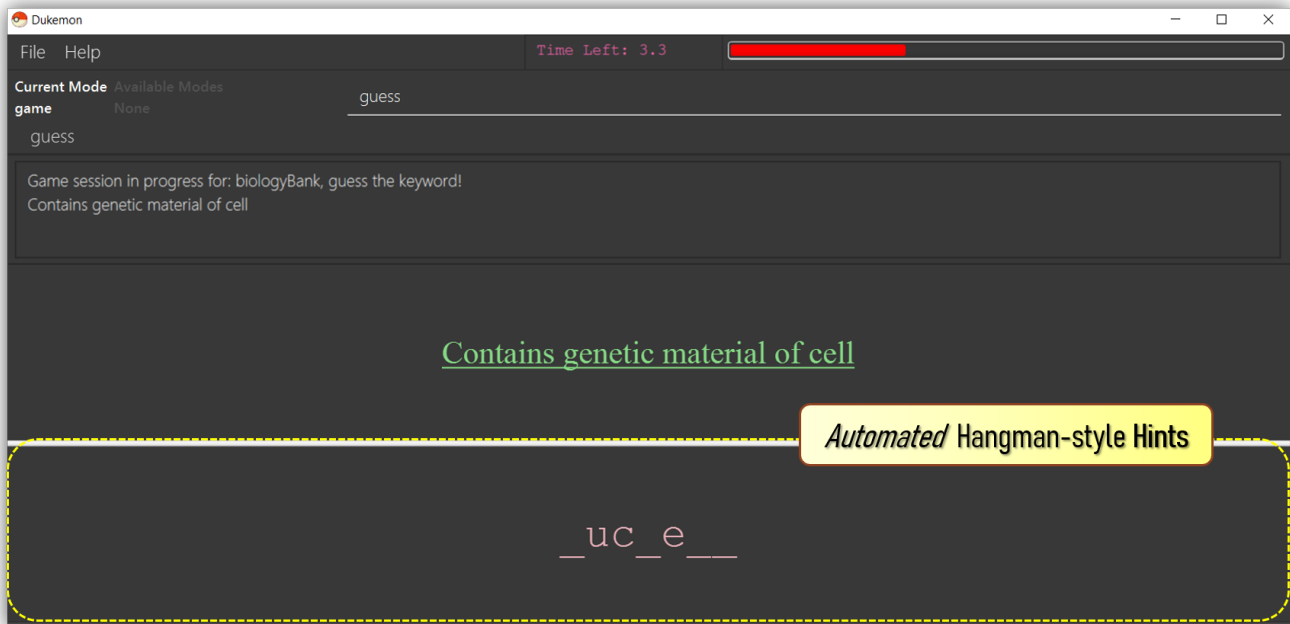 Dukemon
File Help
Time Left: 3.3
Current Mode Available Modes
game None
guess
guess
Game session in progress for: biologyBank, guess the keyword!
Contains genetic material of cell
Contains genetic material of cell
Automated Hangman-style Hints
_uc_e__